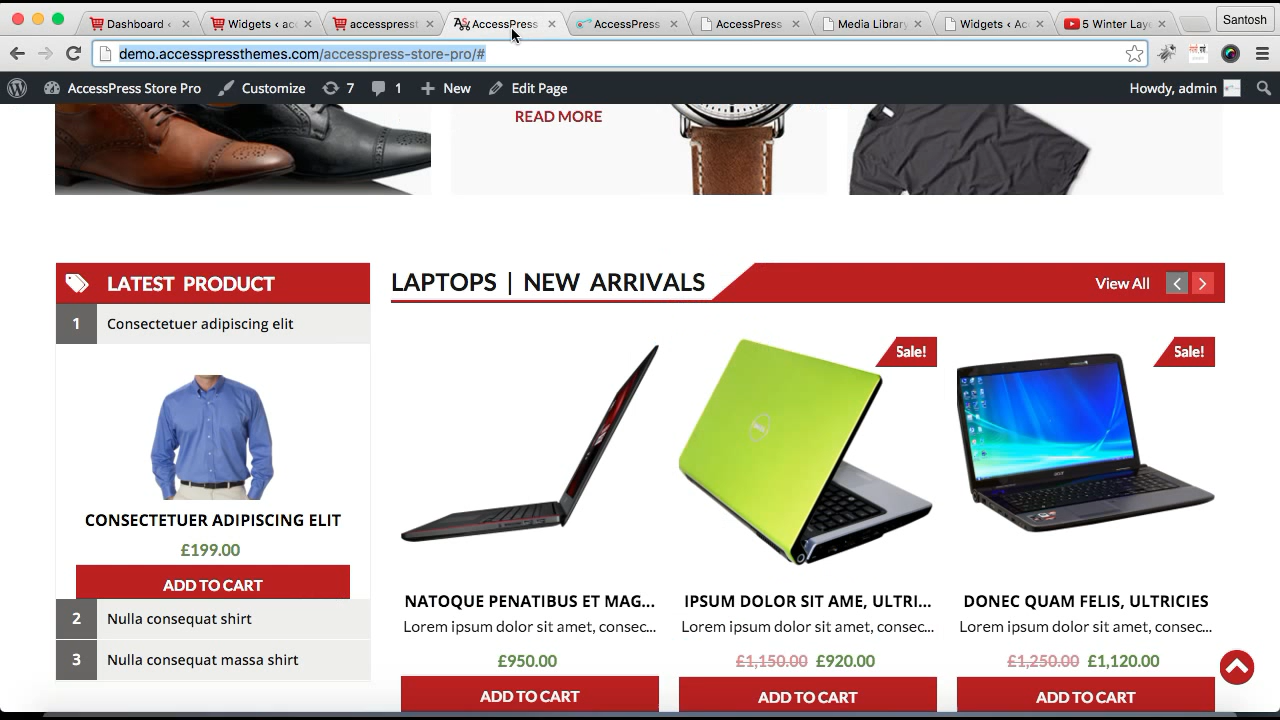 Dashboard ‹
Widgets ‹ acc
accesspresst
AccessPress
AccessPress
AccessPress
Media Library
Widgets ‹ Acc
5 Winter Laye
Santosh
demo.accesspressthemes.com/accesspress-store-pro/#
AccessPress Store Pro
Customize
7
1
New
Edit Page
Howdy, admin
READ MORE
LATEST PRODUCT
LAPTOPS | NEW ARRIVALS
View All
1 Consectetuer adipiscing elit
Sale!
Sale!
CONSECTETUER ADIPISCING ELIT
£199.00
ADD TO CART
2 Nulla consequat shirt
3 Nulla consequat massa shirt
NATOQUE PENATIBUS ET MAG...
Lorem ipsum dolor sit amet, consec...
£950.00
ADD TO CART
IPSUM DOLOR SIT AME, ULTRI...
Lorem ipsum dolor sit amet, consec...
£1,150.00 £920.00
ADD TO CART
DONEC QUAM FELIS, ULTRICIES
Lorem ipsum dolor sit amet, consec...
£1,250.00 £1,120.00
ADD TO CART